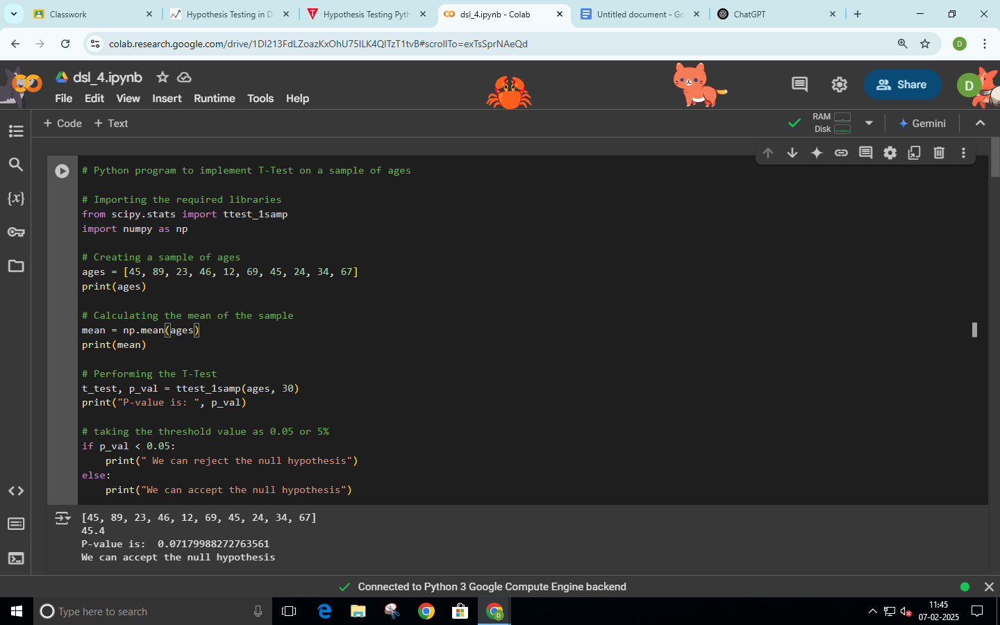 Classwork
Hypothesis Testing in D
Hypothesis Testing Pyth
dsl_4.ipynb - Colab
Untitled document - Go
ChatGPT
colab.research.google.com/drive/1DI213FdLZoazKxOhU75ILK4QITzT1tvB#scrollTo=exTsSprNAeQd
D
dsl_4.ipynb
Share
D
File Edit View Insert Runtime Tools Help
+ Code + Text
RAM
Disk
Gemini
# Python program to implement T-Test on a sample of ages
# Importing the required libraries
from scipy.stats import ttest_1samp
import numpy as np
# Creating a sample of ages
ages = [45, 89, 23, 46, 12, 69, 45, 24, 34, 67]
print(ages)
# Calculating the mean of the sample
mean = np.mean(ages)
print(mean)
# Performing the T-Test
t_test, p_val = ttest_1samp(ages, 30)
print("P-value is: ", p_val)
# taking the threshold value as 0.05 or 5%
if p_val < 0.05:
    print(" We can reject the null hypothesis")
else:
    print("We can accept the null hypothesis")
[45, 89, 23, 46, 12, 69, 45, 24, 34, 67]
45.4
P-value is:  0.07179988272763561
We can accept the null hypothesis
Connected to Python 3 Google Compute Engine backend
Type here to search
D
11:45
07-02-2025